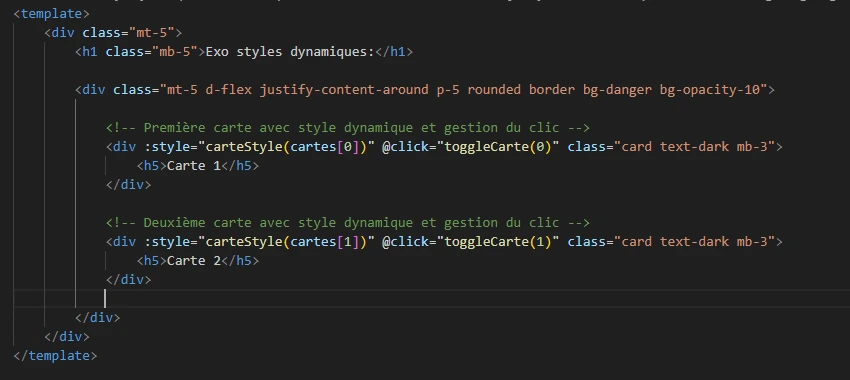 <template>
<div class="mt-5">
<h1 class="mb-5">Exo styles dynamiques:</h1>
<div class="mt-5 d-flex justify-content-around p-5 rounded border bg-danger bg-opacity-10">
<!-- Première carte avec style dynamique et gestion du clic -->
<div :style="carteStyle(cartes[0])" @click="toggleCarte(0)" class="card text-dark mb-3">
<h5>Carte 1</h5>
</div>
<!-- Deuxième carte avec style dynamique et gestion du clic -->
<div :style="carteStyle(cartes[1])" @click="toggleCarte(1)" class="card text-dark mb-3">
<h5>Carte 2</h5>
</div>
</div>
</div>
</template>